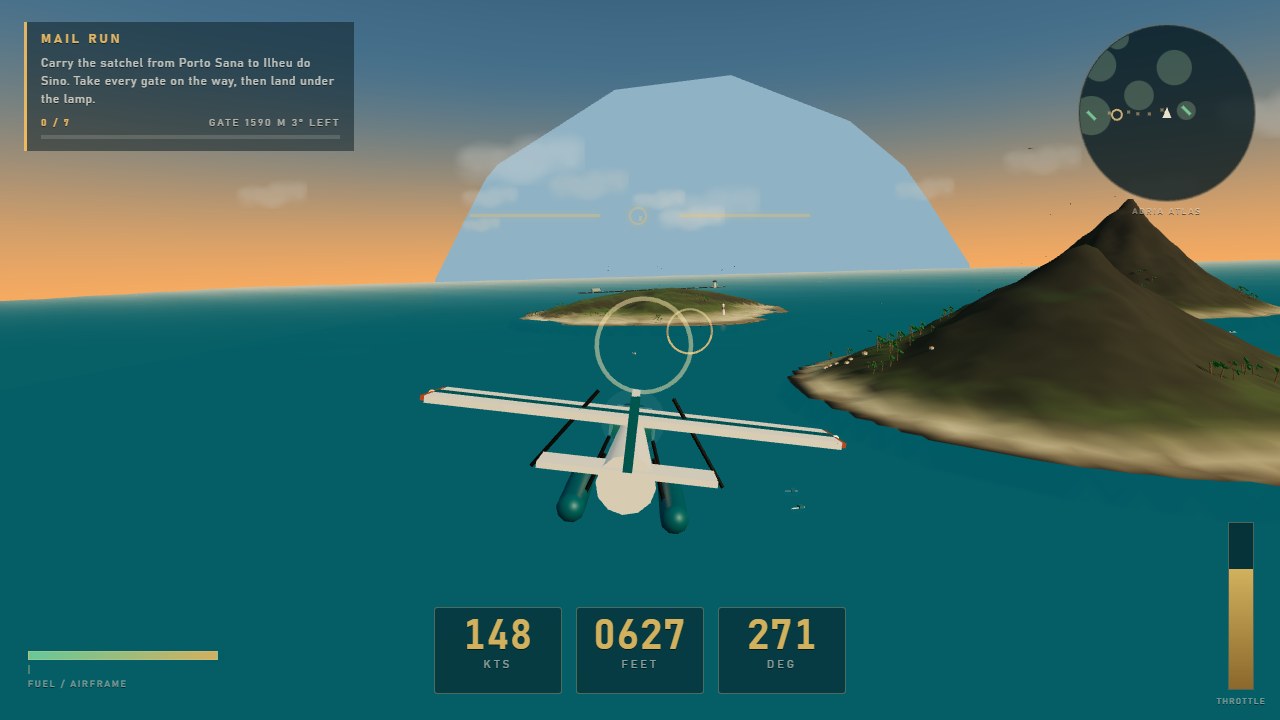 MAIL RUN
Carry the satchel from Porto Sana to Ilheu do
Sino. Take every gate on the way, then land under
the lamp.
0 / 7 GATE 1590 M 3° LEFT
ADRIA ATLAS
148
KTS
0627
FEET
271
DEG
FUEL / AIRFRAME
THROTTLE